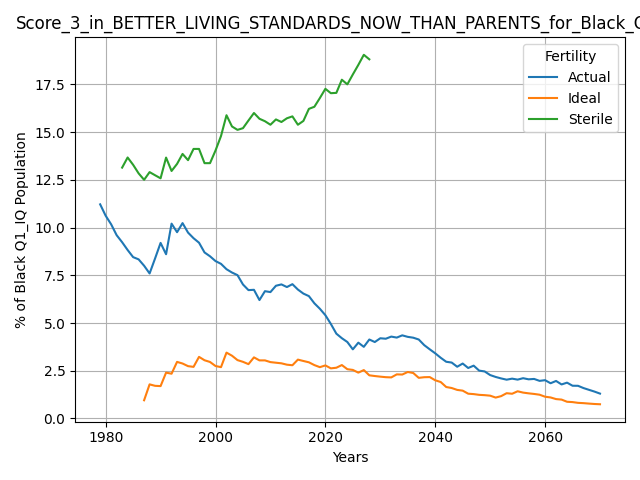 Score_3_in_BETTER_LIVING_STANDARDS_NOW_THAN_PARENTS_for_Black_
Fertility
Actual
Ideal
Sterile
% of Black Q1_IQ Population
17.5
15.0
12.5
10.0
7.5
5.0
2.5
0.0
1980
2000
2020
2040
2060
Years